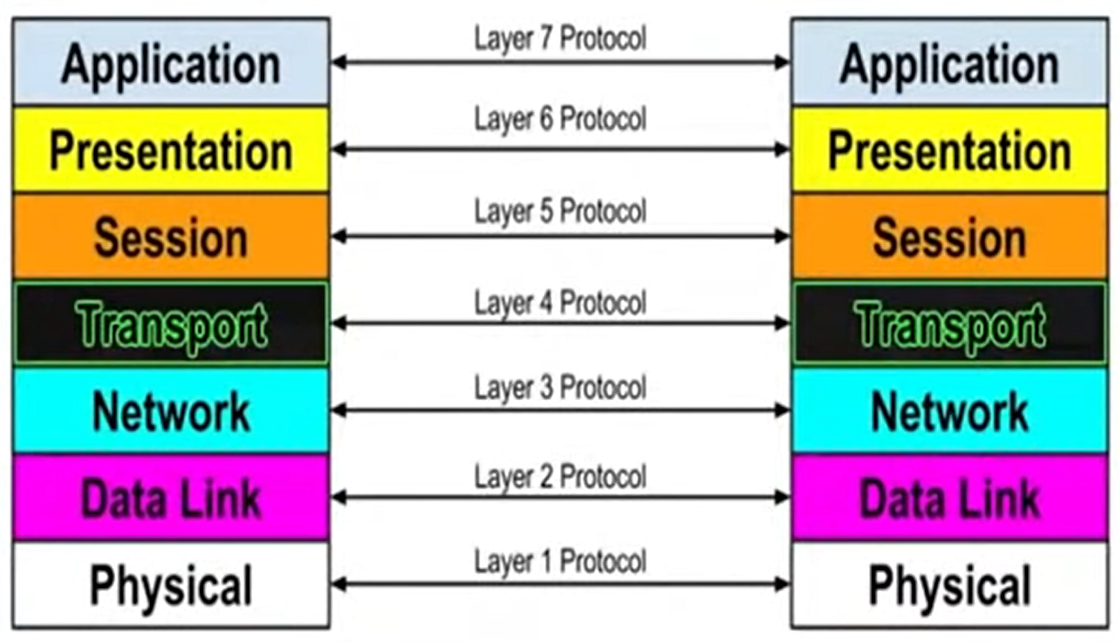 Application
Layer 7 Protocol
Application
Presentation
Layer 6 Protocol
Presentation
Session
Layer 5 Protocol
Session
Transport
Layer 4 Protocol
Transport
Network
Layer 3 Protocol
Network
Data Link
Layer 2 Protocol
Data Link
Physical
Layer 1 Protocol
Physical